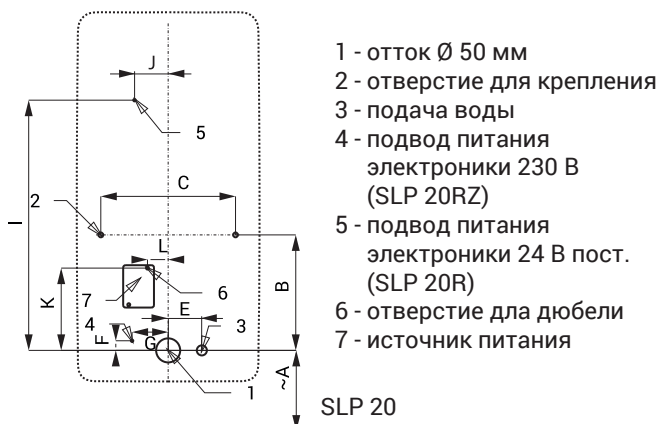 J
5
C
2
I
L
K
7
6
B
E
4
F
G
3
1
~A
1 - отток Ø 50 мм
2 - отверстие для крепления
3 - подача воды
4 - подвод питания
электроники 230 В
(SLP 20RZ)
5 - подвод питания
электроники 24 В пост.
(SLP 20R)
6 - отверстие дла дюбели
7 - источник питания
SLP 20